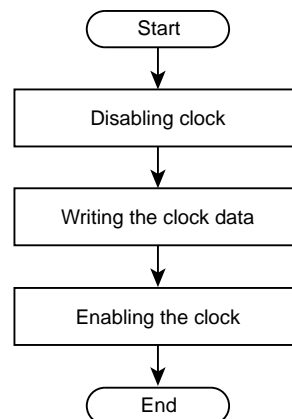 Start
Disabling clock
Writing the clock data
Enabling the clock
End